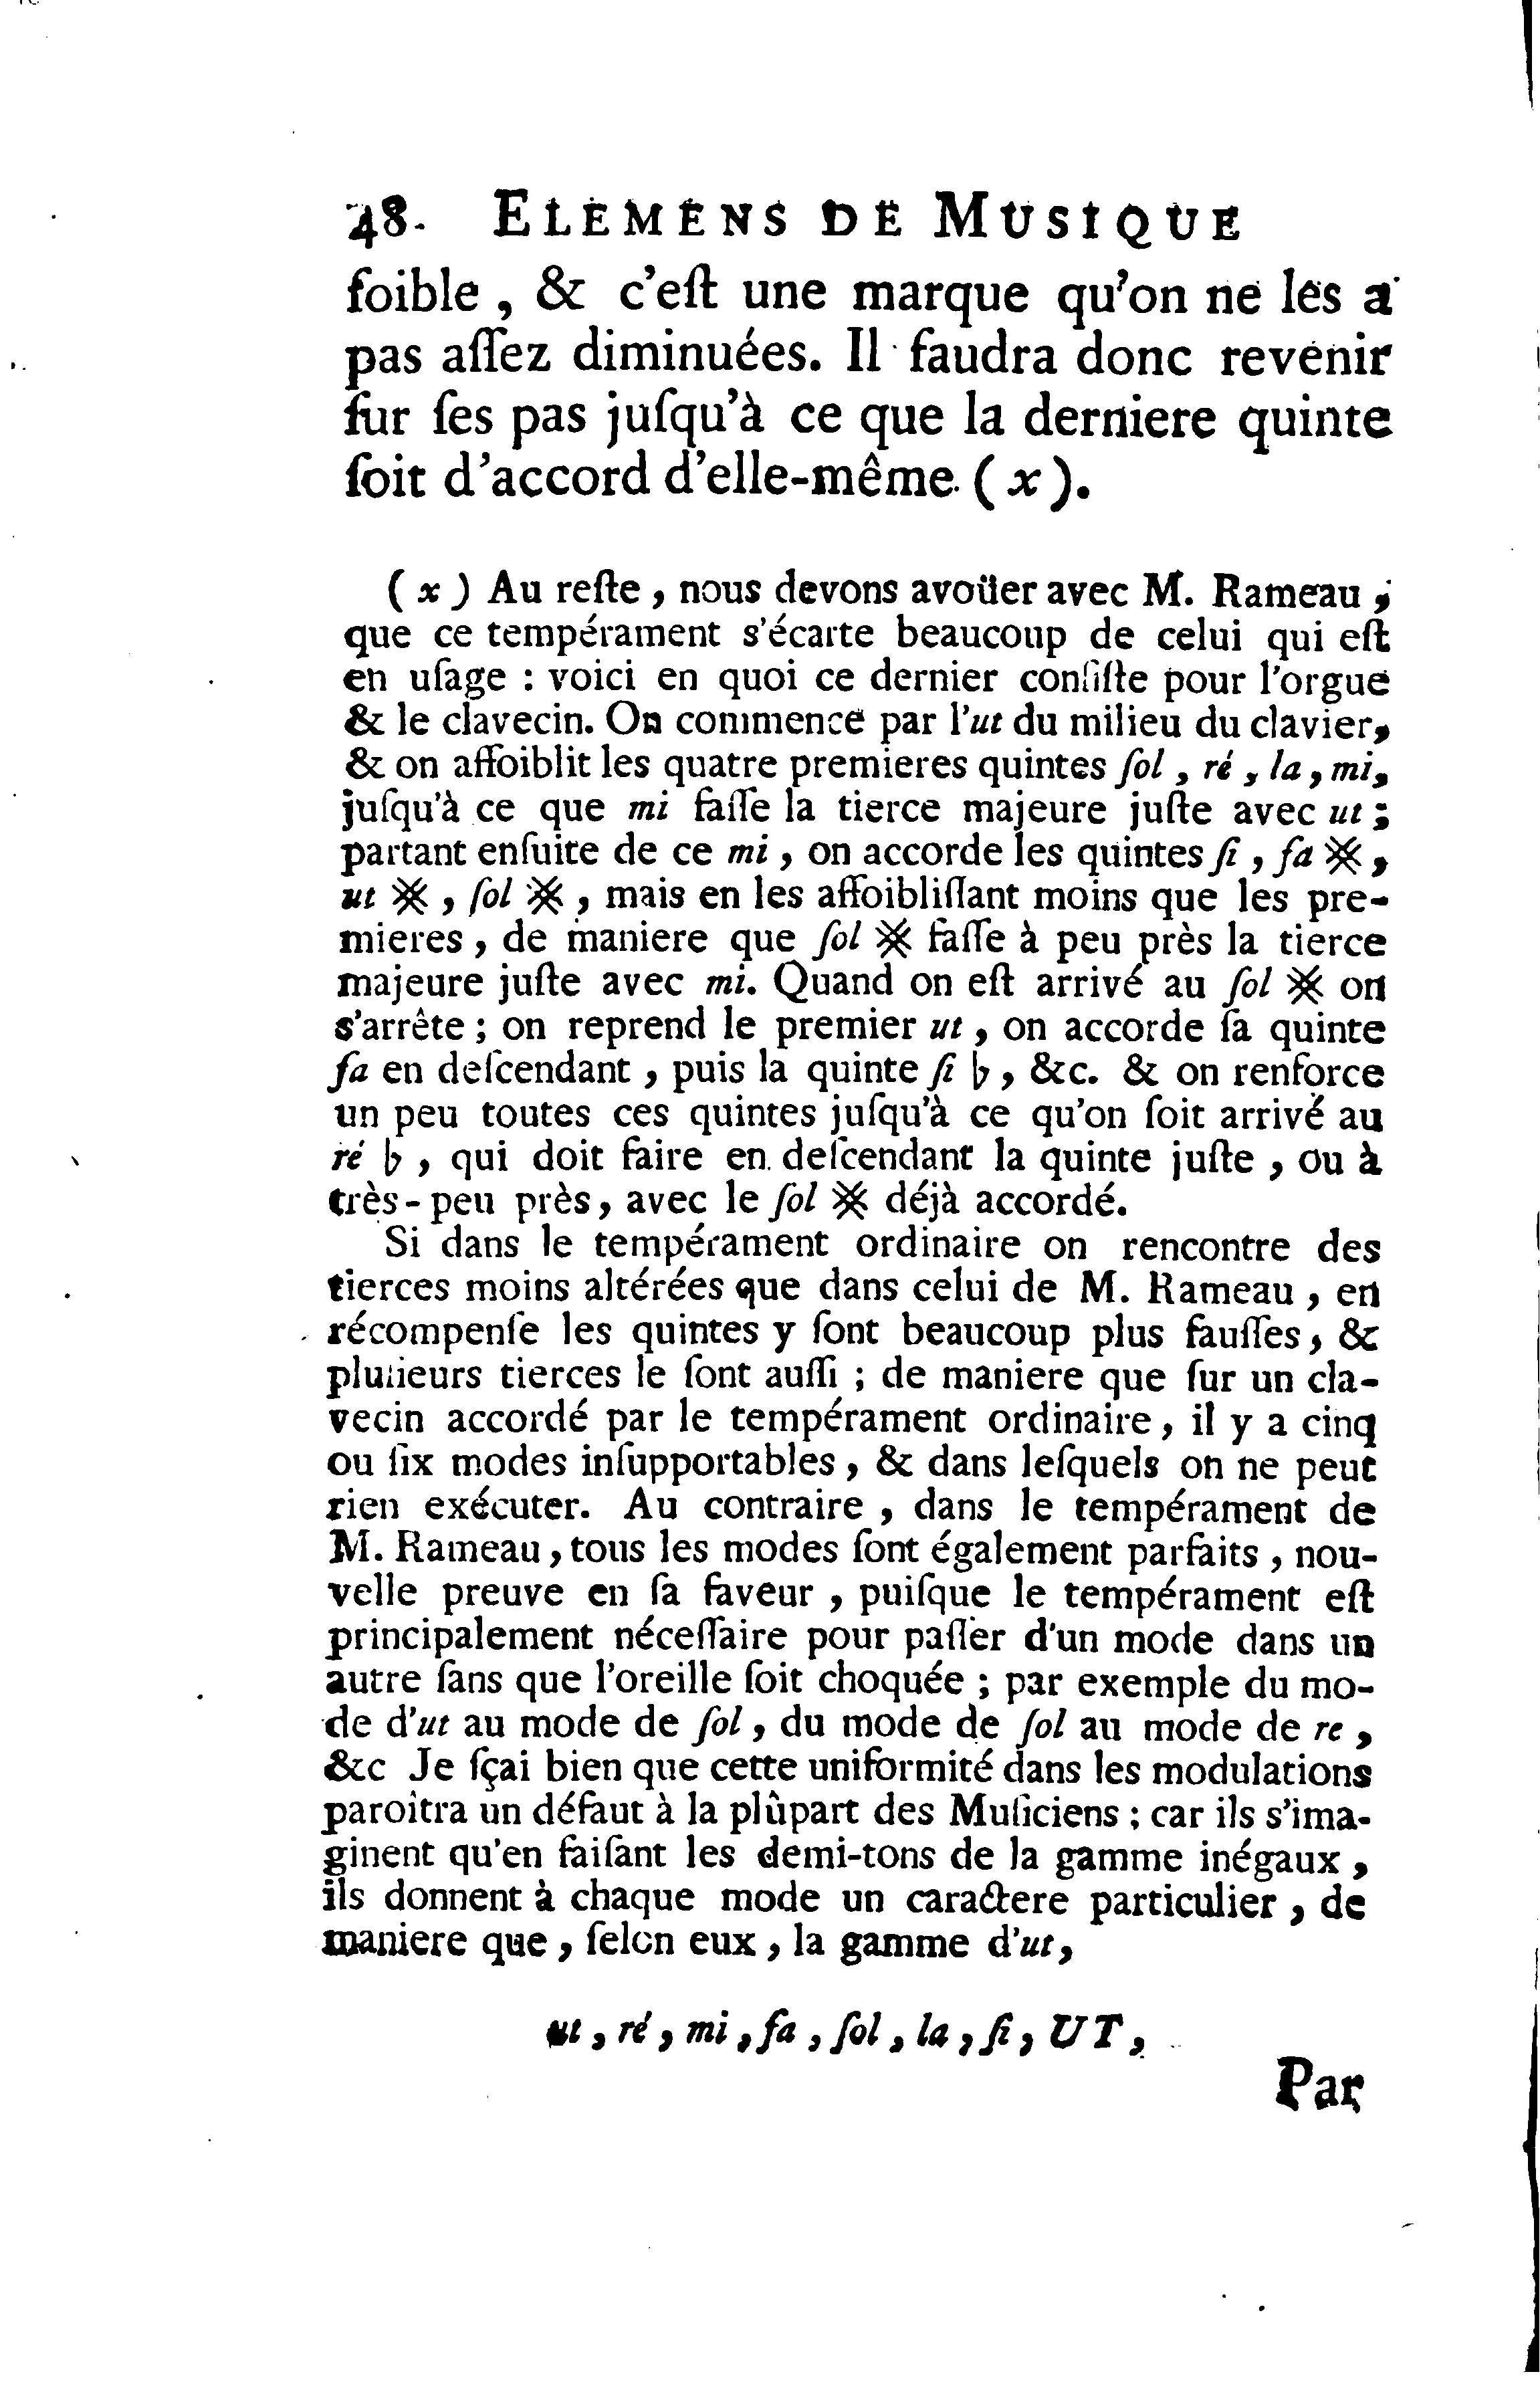 48. ELÉMENS DE MUSIQUE
foible, & c'eſt une marque qu'on ne les a
pas aſſez diminuées. Il faudra donc revenir
ſur ſes pas juſqu'à ce que la derniere quinte
ſoit d'accord d'elle-même (x).
(x) Au reſte, nous devons avoüer avec M. Rameau,
que ce tempérament s'écarte beaucoup de celui qui eſt
en uſage : voici en quoi ce dernier conſiſte pour l'orgue
& le clavecin. On commence par l'ut du milieu du clavier,
& on affoiblit les quatre premieres quintes ſol, ré, la, mi,
juſqu'à ce que mi faſſe la tierce majeure juſte avec ut ;
partant enſuite de ce mi, on accorde les quintes ſi, fa ※,
ut ※, ſol ※, mais en les affoibliſſant moins que les pre-
mieres, de maniere que ſol ※ faſſe à peu près la tierce
majeure juſte avec mi. Quand on eſt arrivé au ſol ※ on
s'arrête ; on reprend le premier ut, on accorde ſa quinte
fa en deſcendant, puis la quinte ſi ♭, &c. & on renforce
un peu toutes ces quintes juſqu'à ce qu'on ſoit arrivé au
ré ♭, qui doit faire en deſcendant la quinte juſte, ou à
très-peu près, avec le ſol ※ déjà accordé.
Si dans le tempérament ordinaire on rencontre des
tierces moins altérées que dans celui de M. Rameau, en
récompenſe les quintes y ſont beaucoup plus fauſſes, &
pluſieurs tierces le ſont auſſi ; de maniere que ſur un cla-
vecin accordé par le tempérament ordinaire, il y a cinq
ou ſix modes inſupportables, & dans leſquels on ne peut
rien exécuter. Au contraire, dans le tempérament de
M. Rameau, tous les modes ſont également parfaits, nou-
velle preuve en ſa faveur, puiſque le tempérament eſt
principalement néceſſaire pour paſſer d'un mode dans un
autre ſans que l'oreille ſoit choquée ; par exemple du mo-
de d'ut au mode de ſol, du mode de ſol au mode de re,
&c Je ſçai bien que cette uniformité dans les modulations
paroîtra un défaut à la plûpart des Muſiciens ; car ils s'ima-
ginent qu'en faiſant les demi-tons de la gamme inégaux,
ils donnent à chaque mode un caractere particulier, de
maniere que, ſelon eux, la gamme d'ut,
ut, ré, mi, fa, ſol, la, ſi, UT,
Par